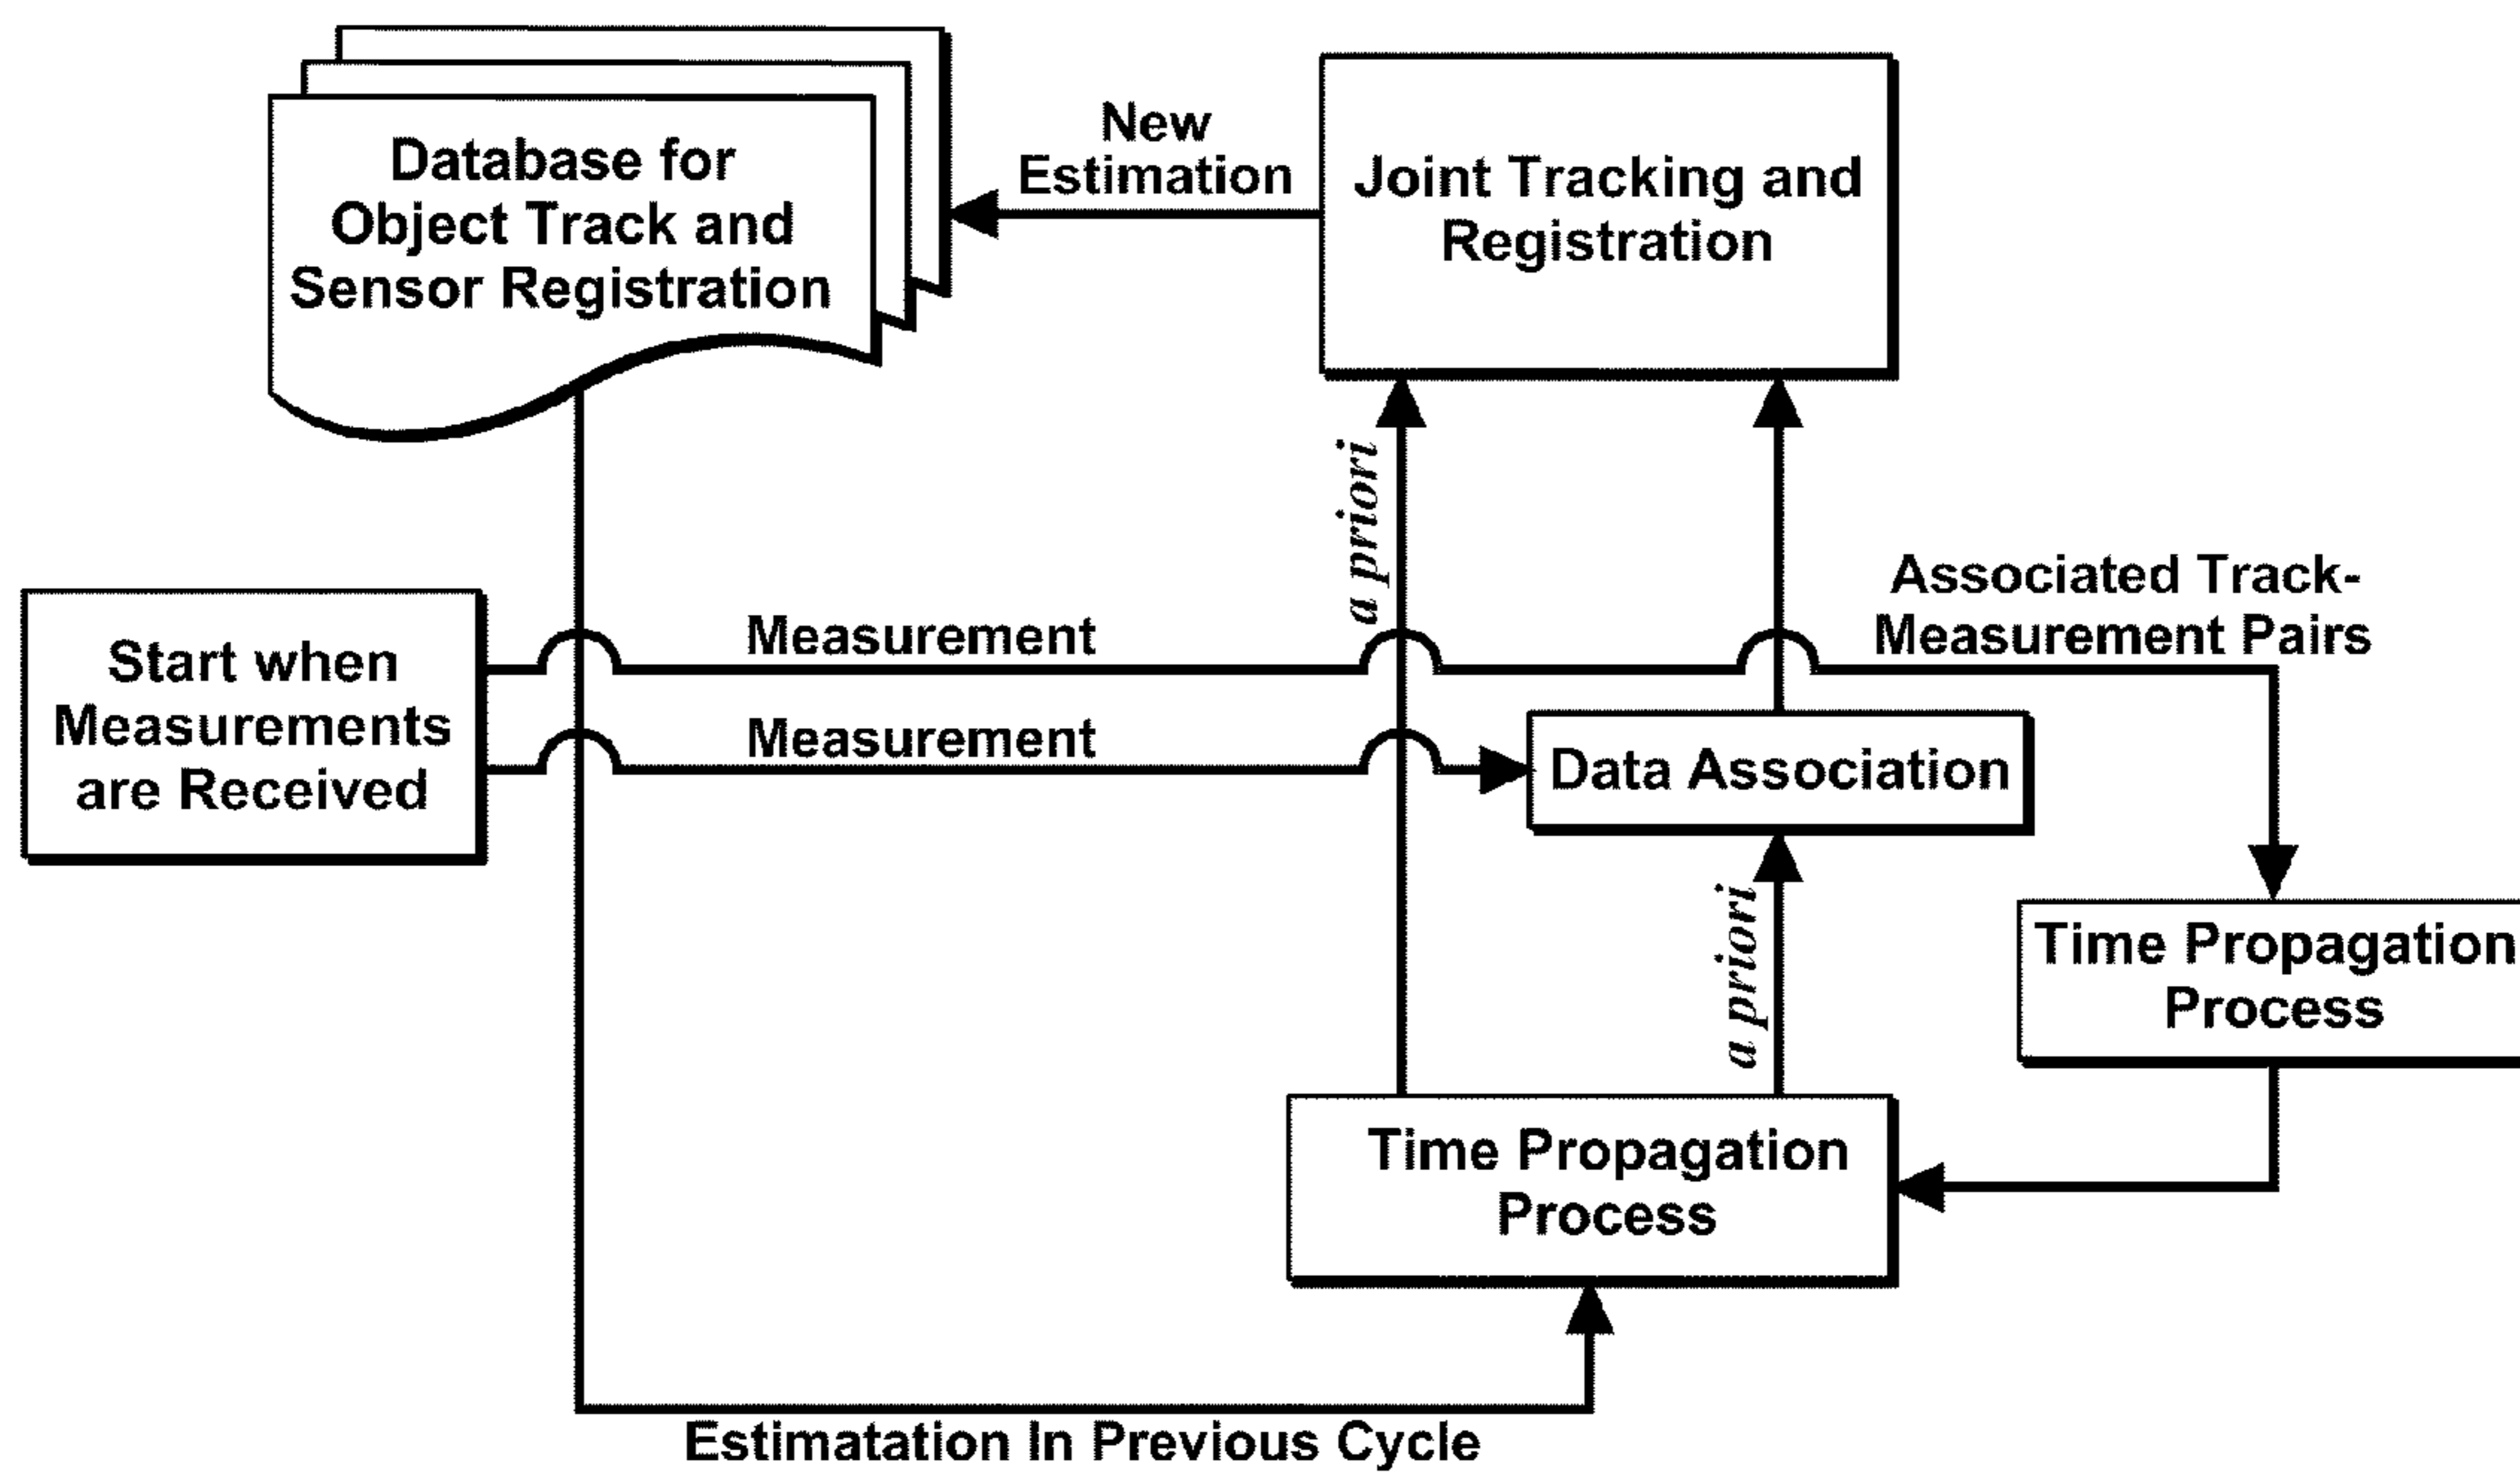 Database for
Object Track and
Sensor Registration
New
Estimation
Joint Tracking and
Registration
a priori
Associated Track-
Measurement Pairs
Start when
Measurements
are Received
Measurement
Measurement
Data Association
a priori
Time Propagation
Process
Time Propagation
Process
Estimatation In Previous Cycle